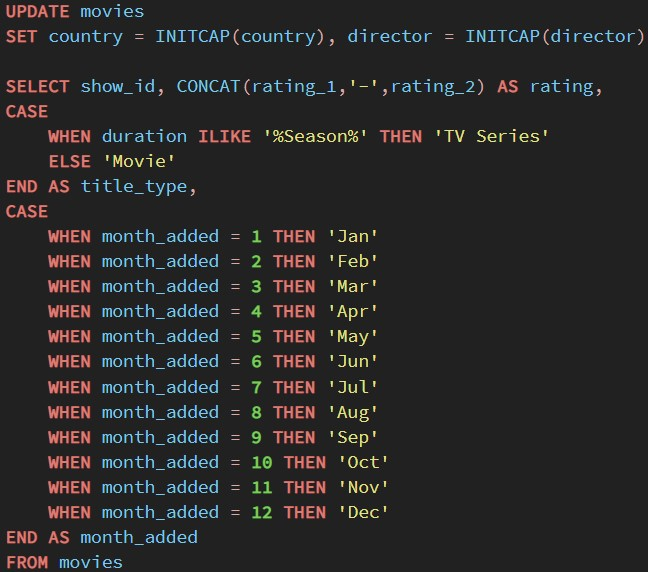 UPDATE movies
SET country = INITCAP(country), director = INITCAP(director)
SELECT show_id, CONCAT(rating_1,'-',rating_2) AS rating,
CASE
    WHEN duration ILIKE '%Season%' THEN 'TV Series'
    ELSE 'Movie'
END AS title_type,
CASE
    WHEN month_added = 1 THEN 'Jan'
    WHEN month_added = 2 THEN 'Feb'
    WHEN month_added = 3 THEN 'Mar'
    WHEN month_added = 4 THEN 'Apr'
    WHEN month_added = 5 THEN 'May'
    WHEN month_added = 6 THEN 'Jun'
    WHEN month_added = 7 THEN 'Jul'
    WHEN month_added = 8 THEN 'Aug'
    WHEN month_added = 9 THEN 'Sep'
    WHEN month_added = 10 THEN 'Oct'
    WHEN month_added = 11 THEN 'Nov'
    WHEN month_added = 12 THEN 'Dec'
END AS month_added
FROM movies